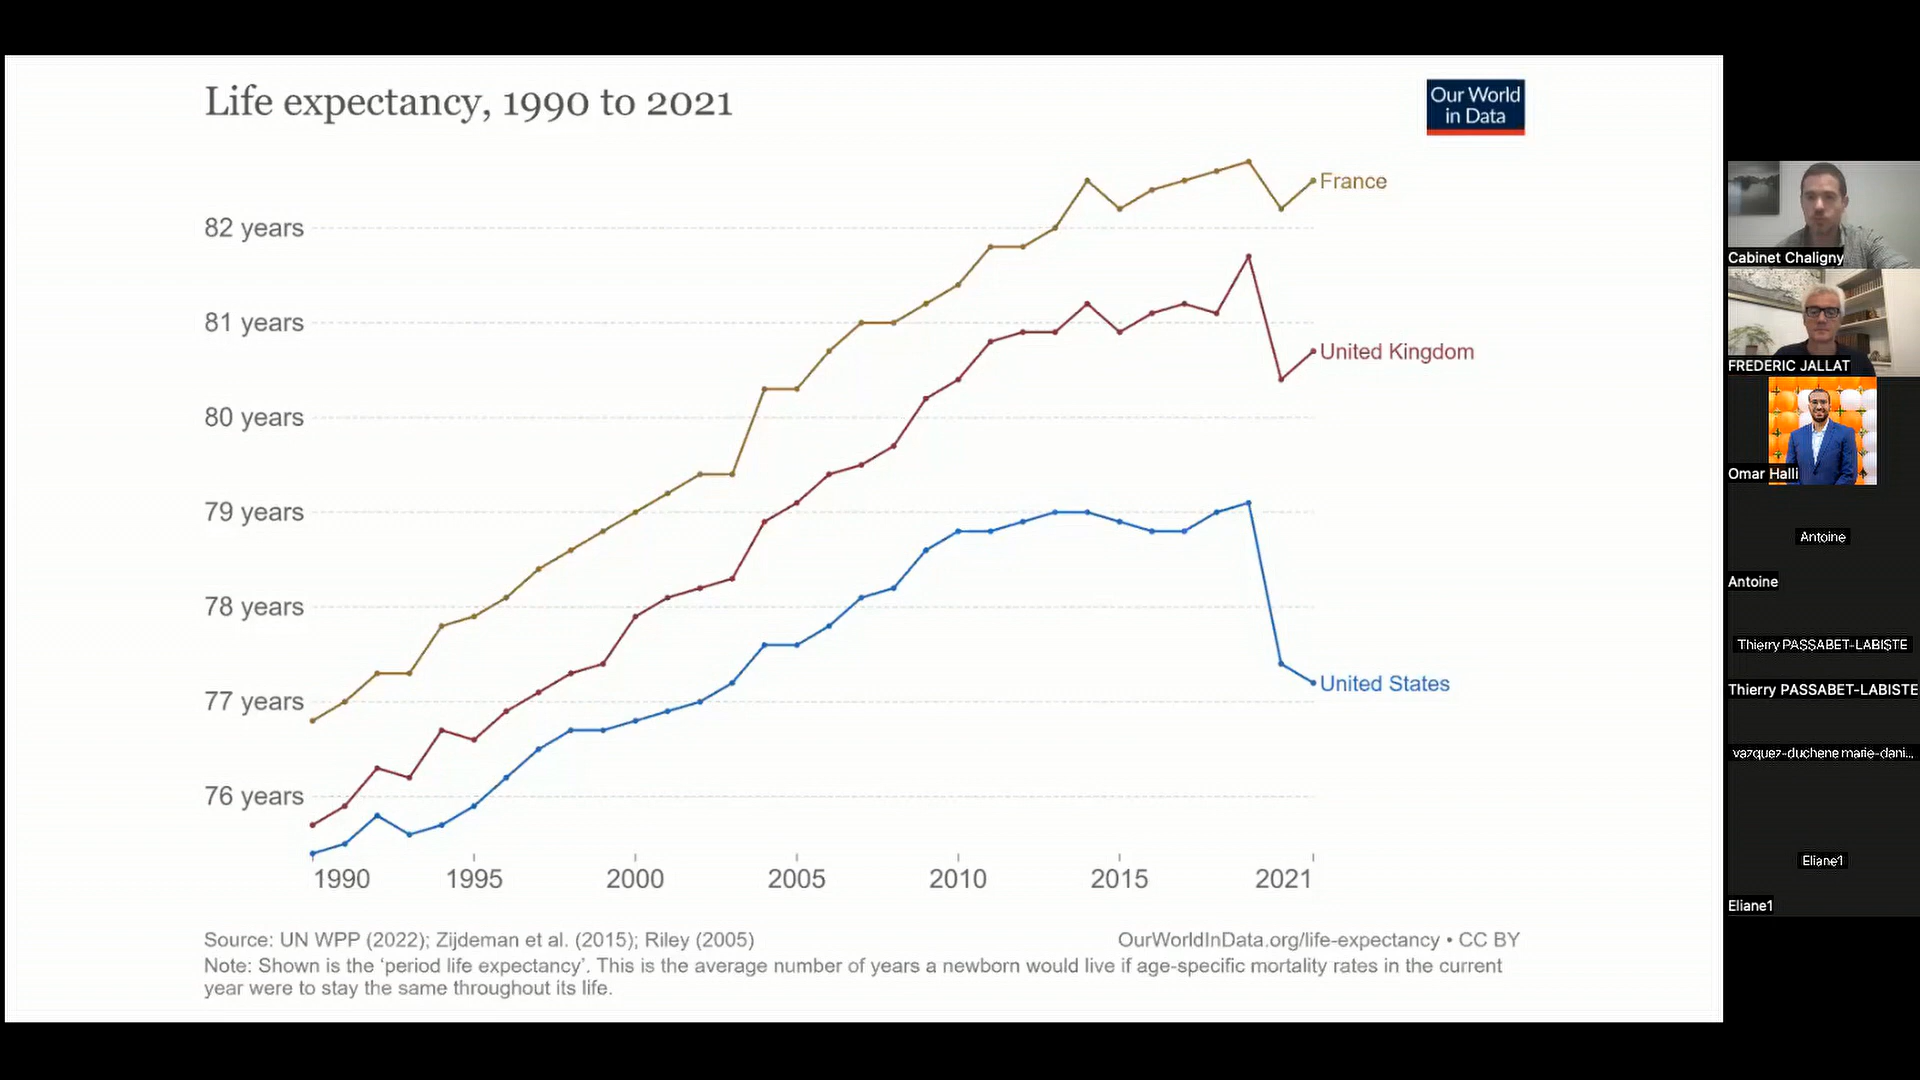 Life expectancy, 1990 to 2021
Our World
in Data
France
82 years
81 years
United Kingdom
80 years
79 years
78 years
77 years
United States
76 years
1990 1995 2000 2005 2010 2015 2021
Source: UN WPP (2022); Zijdeman et al. (2015); Riley (2005)
OurWorldInData.org/life-expectancy • CC BY
Note: Shown is the ‘period life expectancy’. This is the average number of years a newborn would live if age-specific mortality rates in the current
year were to stay the same throughout its life.
Cabinet Chaligny
FREDERIC JALLAT
Omar Halli
Antoine
Antoine
Thierry PASSABET-LABISTE
Thierry PASSABET-LABISTE
vazquez-duchene marie-dani...
Eliane1
Eliane1